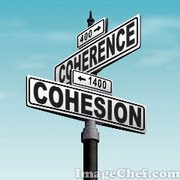 400 →
COHERENCE
← 1400
COHESION
ImageChef.com